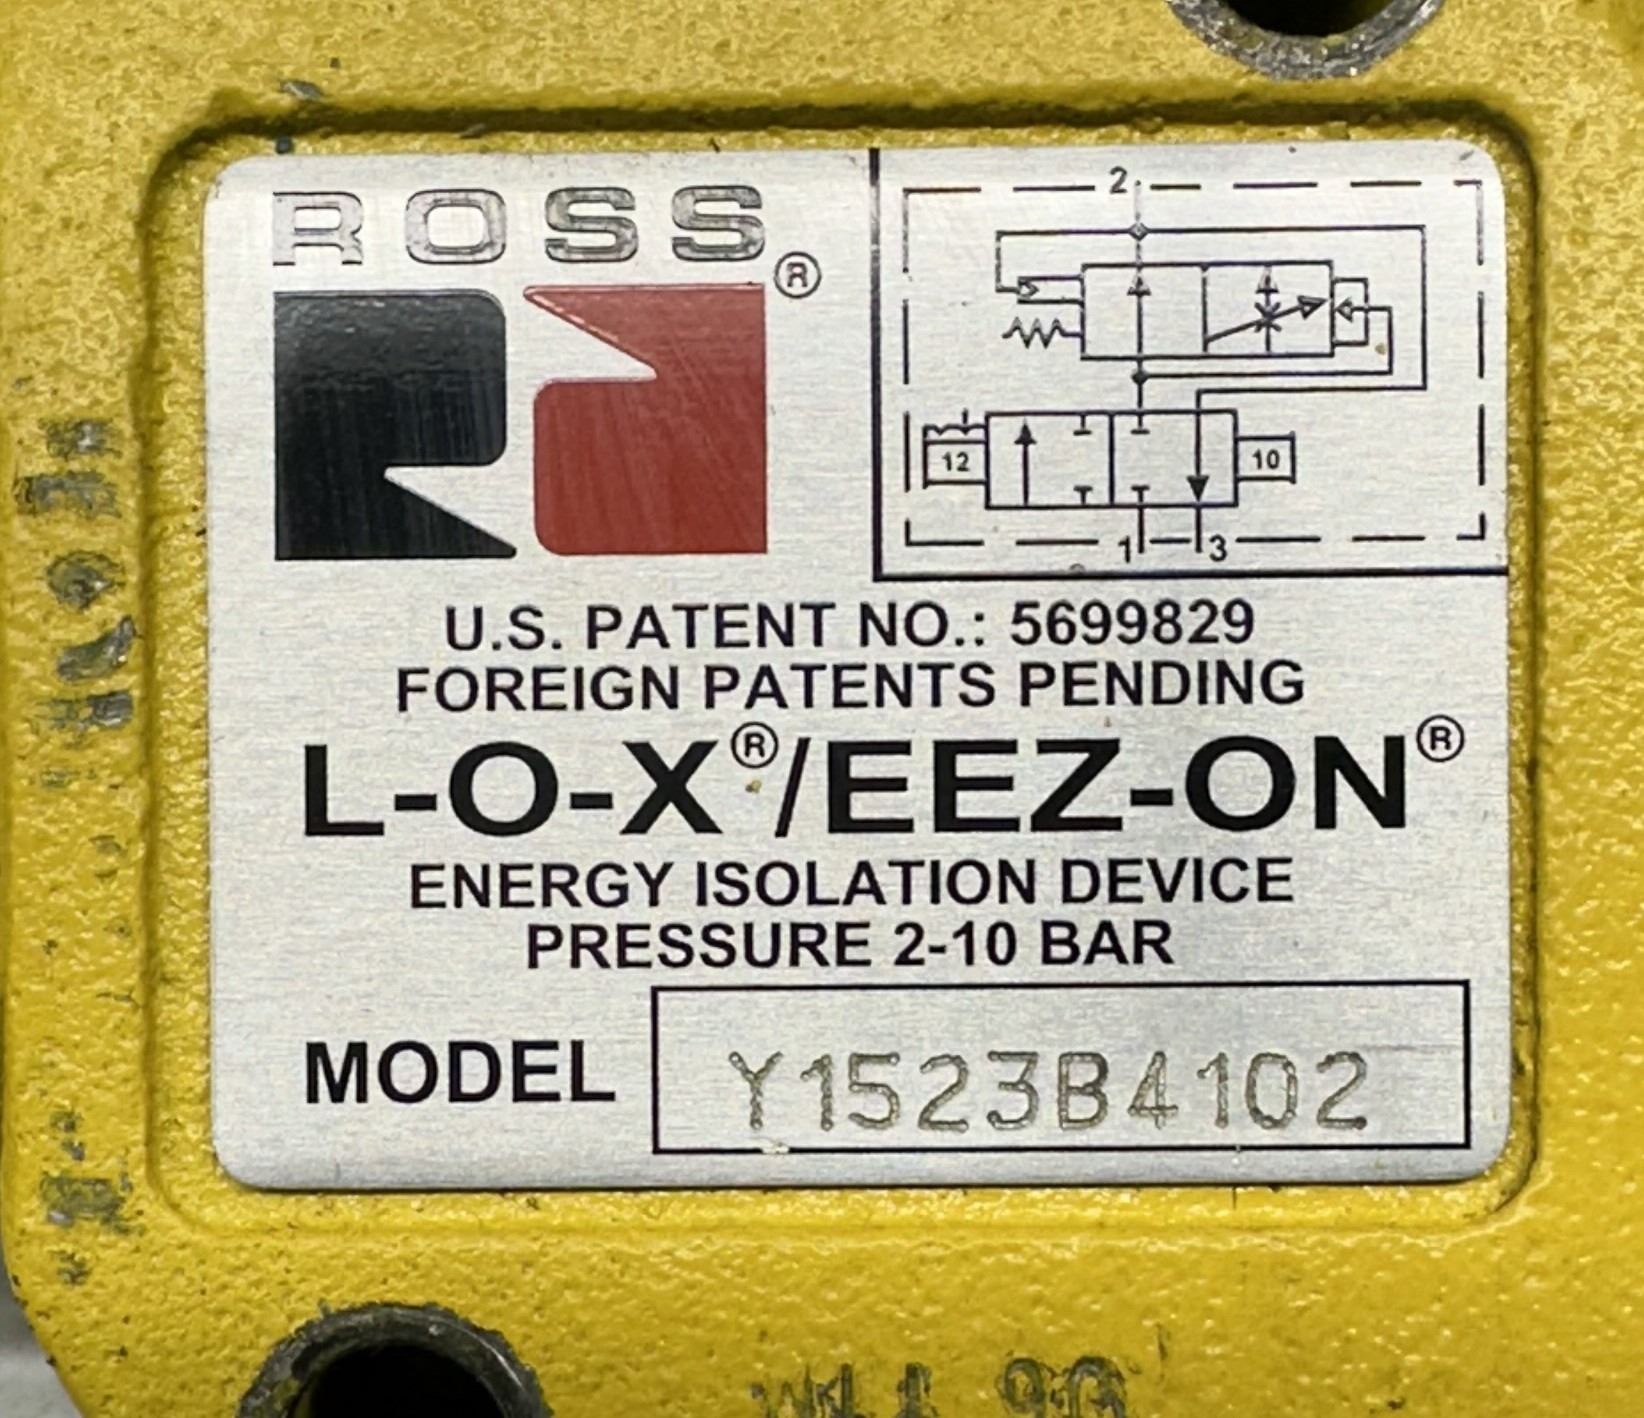 ROSS®
2
12
10
1
3
U.S. PATENT NO.: 5699829
FOREIGN PATENTS PENDING
L-O-X®/EEZ-ON®
ENERGY ISOLATION DEVICE
PRESSURE 2-10 BAR
MODEL Y1523B4102